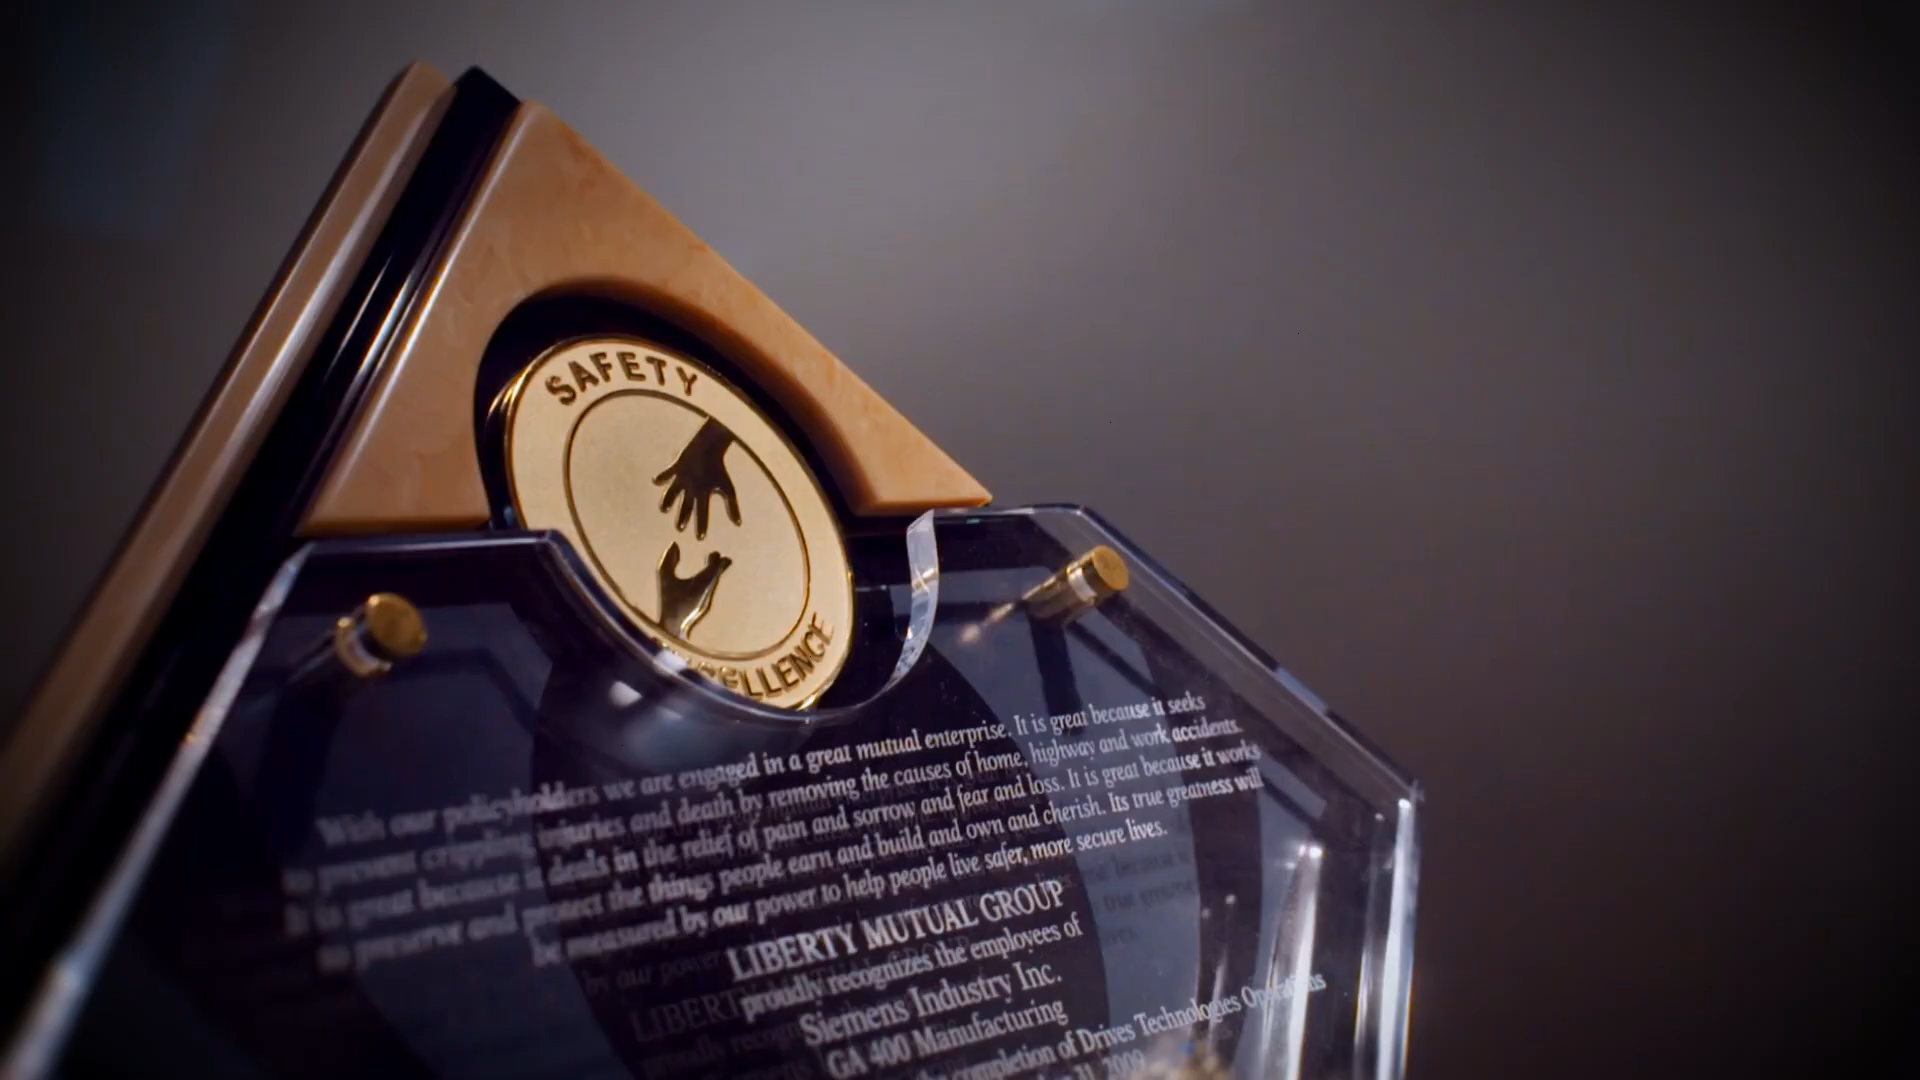 SAFETY
EXCELLENCE
With our policyholders we are engaged in a great mutual enterprise. It is great because it seeks
to prevent crippling injuries and death by removing the causes of home, highway and work accidents.
It is great because it deals in the relief of pain and sorrow and fear and loss. It is great because it works
to preserve and protect the things people earn and build and own and cherish. Its true greatness will
be measured by our power to help people live safer, more secure lives.
LIBERTY MUTUAL GROUP
proudly recognizes the employees of
Siemens Industry Inc.
GA 400 Manufacturing
completion of Drives Technologies Operations
31, 2009